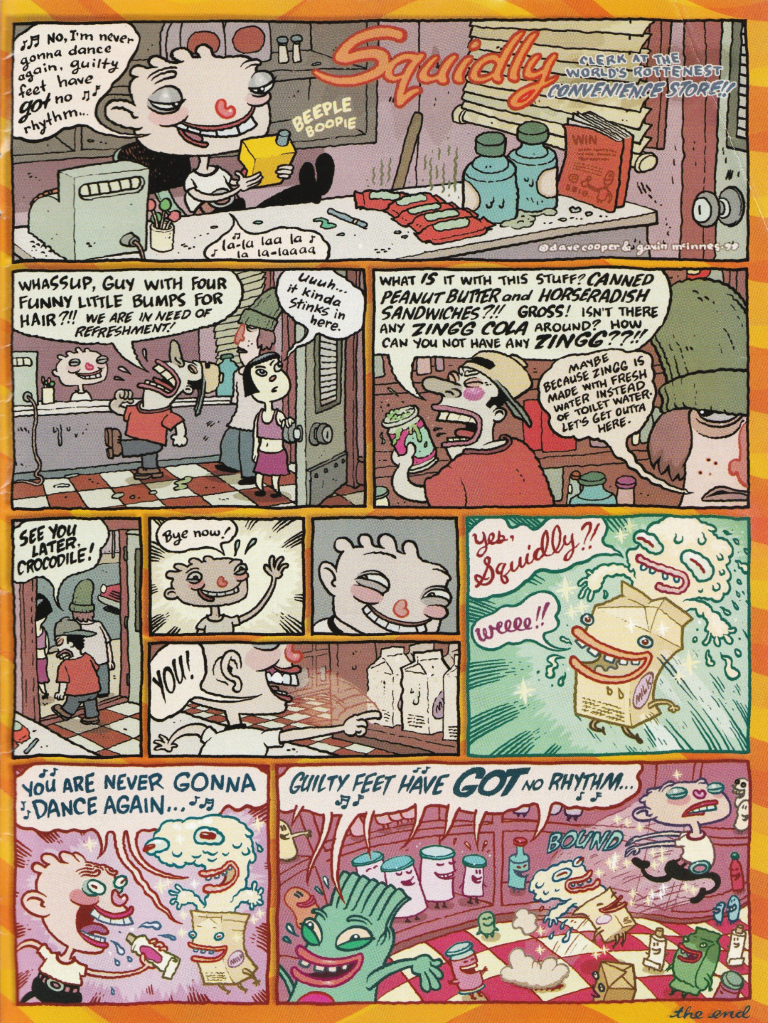 No, I'm never
gonna dance
again, guilty
feet have
got no
rhythm...
Squidly
CLERK AT THE
WORLD'S ROTTENEST
CONVENIENCE STORE!!
BEEPLE
BOOPIE
WIN
la-la laa la
la la-laaaa
© dave cooper & gavin mcinnes·99
WHASSUP, GUY WITH FOUR
FUNNY LITTLE BUMPS FOR
HAIR?!! WE ARE IN NEED OF
REFRESHMENT!
Uuuh...
it kinda
stinks in
here.
WHAT IS IT WITH THIS STUFF? CANNED
PEANUT BUTTER and HORSERADISH
SANDWICHES?!! GROSS! ISN'T THERE
ANY ZINGG COLA AROUND? HOW
CAN YOU NOT HAVE ANY ZINGG??!!
MAYBE
BECAUSE ZINGG IS
MADE WITH FRESH
WATER INSTEAD
OF TOILET WATER.
LET'S GET OUTTA
HERE.
SEE YOU
LATER,
CROCODILE!
Bye now!
YOU!
Yes,
Squidly?!
weeee!!
MILK
YOU ARE NEVER GONNA
DANCE AGAIN...
MILK
GUILTY FEET HAVE GOT NO RHYTHM...
BOUND
the end